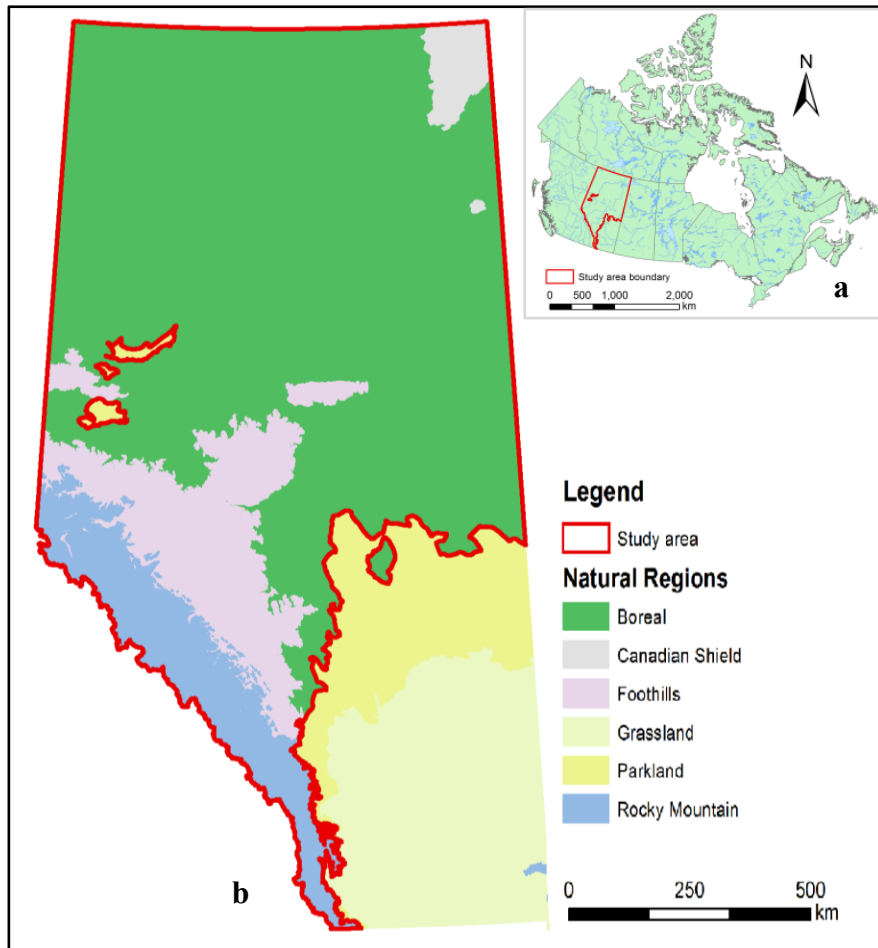 N
Study area boundary
0 500 1,000 2,000
km
a
Legend
Study area
Natural Regions
Boreal
Canadian Shield
Foothills
Grassland
Parkland
Rocky Mountain
b
0 250 500
km